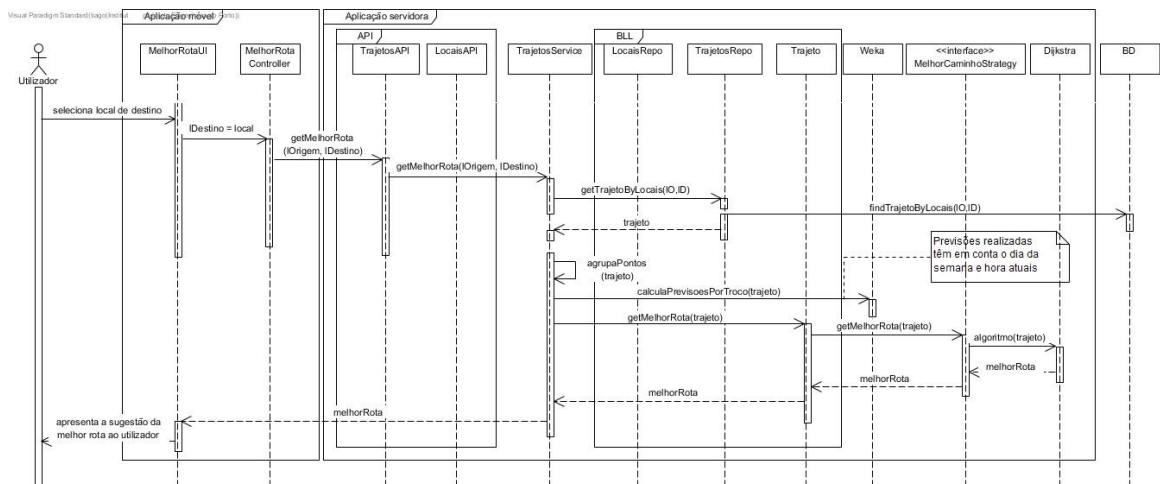 Visual Paradigm Standard(Iago(Institut
Porto))
Aplicação móvel
Aplicação servidora
API
BLL
Utilizador
MelhorRotaUI
MelhorRota
Controller
TrajetosAPI
LocaisAPI
TrajetosService
LocaisRepo
TrajetosRepo
Trajeto
Weka
<<interface>>
MelhorCaminhoStrategy
Dijkstra
BD
seleciona local de destino
lDestino = local
getMelhorRota
(lOrigem, lDestino)
getMelhorRota(lOrigem, lDestino)
getTrajetoByLocais(lO,lD)
findTrajetoByLocais(lO,lD)
trajeto
Previsões realizadas
têm em conta o dia da
semana e hora atuais
agrupaPontos
(trajeto)
calculaPrevisoesPorTroco(trajeto)
getMelhorRota(trajeto)
getMelhorRota(trajeto)
algoritmo(trajeto)
melhorRota
melhorRota
melhorRota
melhorRota
apresenta a sugestão da
melhor rota ao utilizador